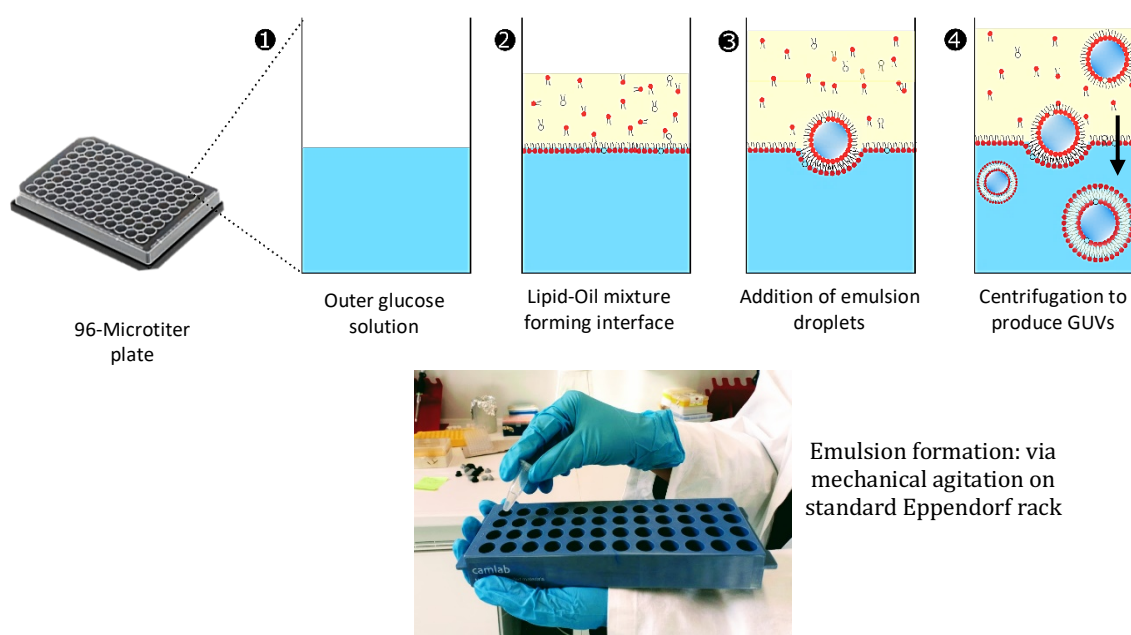 ❶
❷
❸
❹
96-Microtiter
plate
Outer glucose
solution
Lipid-Oil mixture
forming interface
Addition of emulsion
droplets
Centrifugation to
produce GUVs
camlab
Emulsion formation: via
mechanical agitation on
standard Eppendorf rack